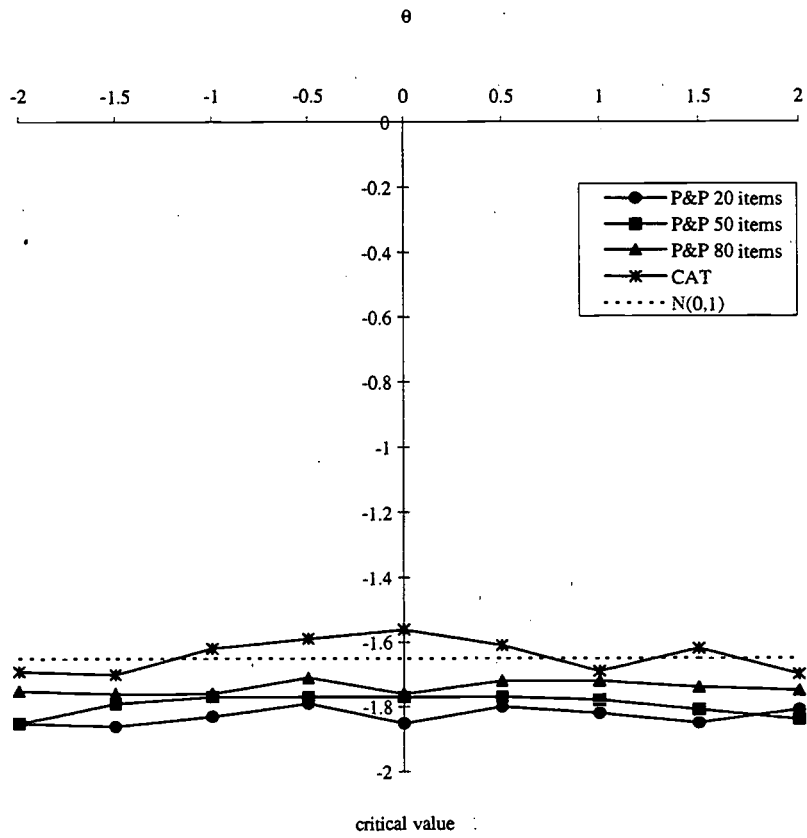 θ
-2 -1.5 -1 -0.5 0 0.5 1 1.5 2
0
-0.2
-0.4
-0.6
-0.8
-1
-1.2
-1.4
-1.6
-1.8
-2
P&P 20 items
P&P 50 items
P&P 80 items
CAT
N(0,1)
critical value